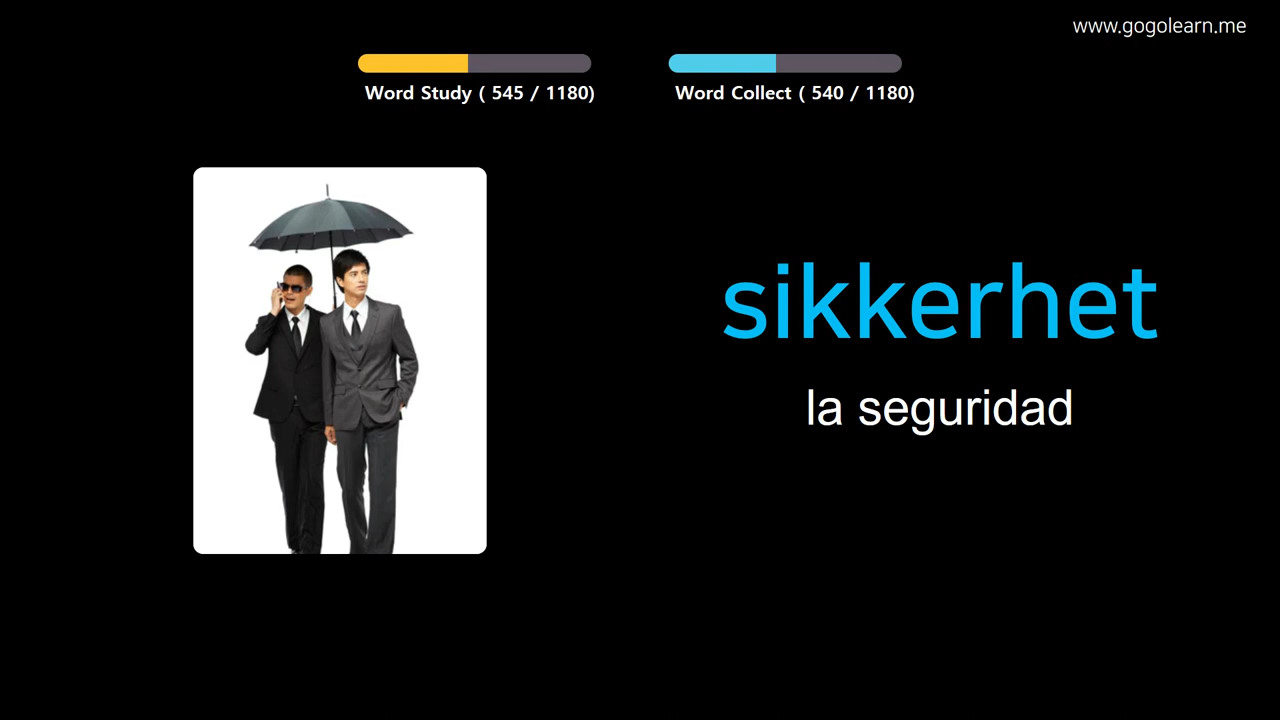 www.gogolearn.me
Word Study ( 545 / 1180)
Word Collect ( 540 / 1180)
sikkerhet
la seguridad